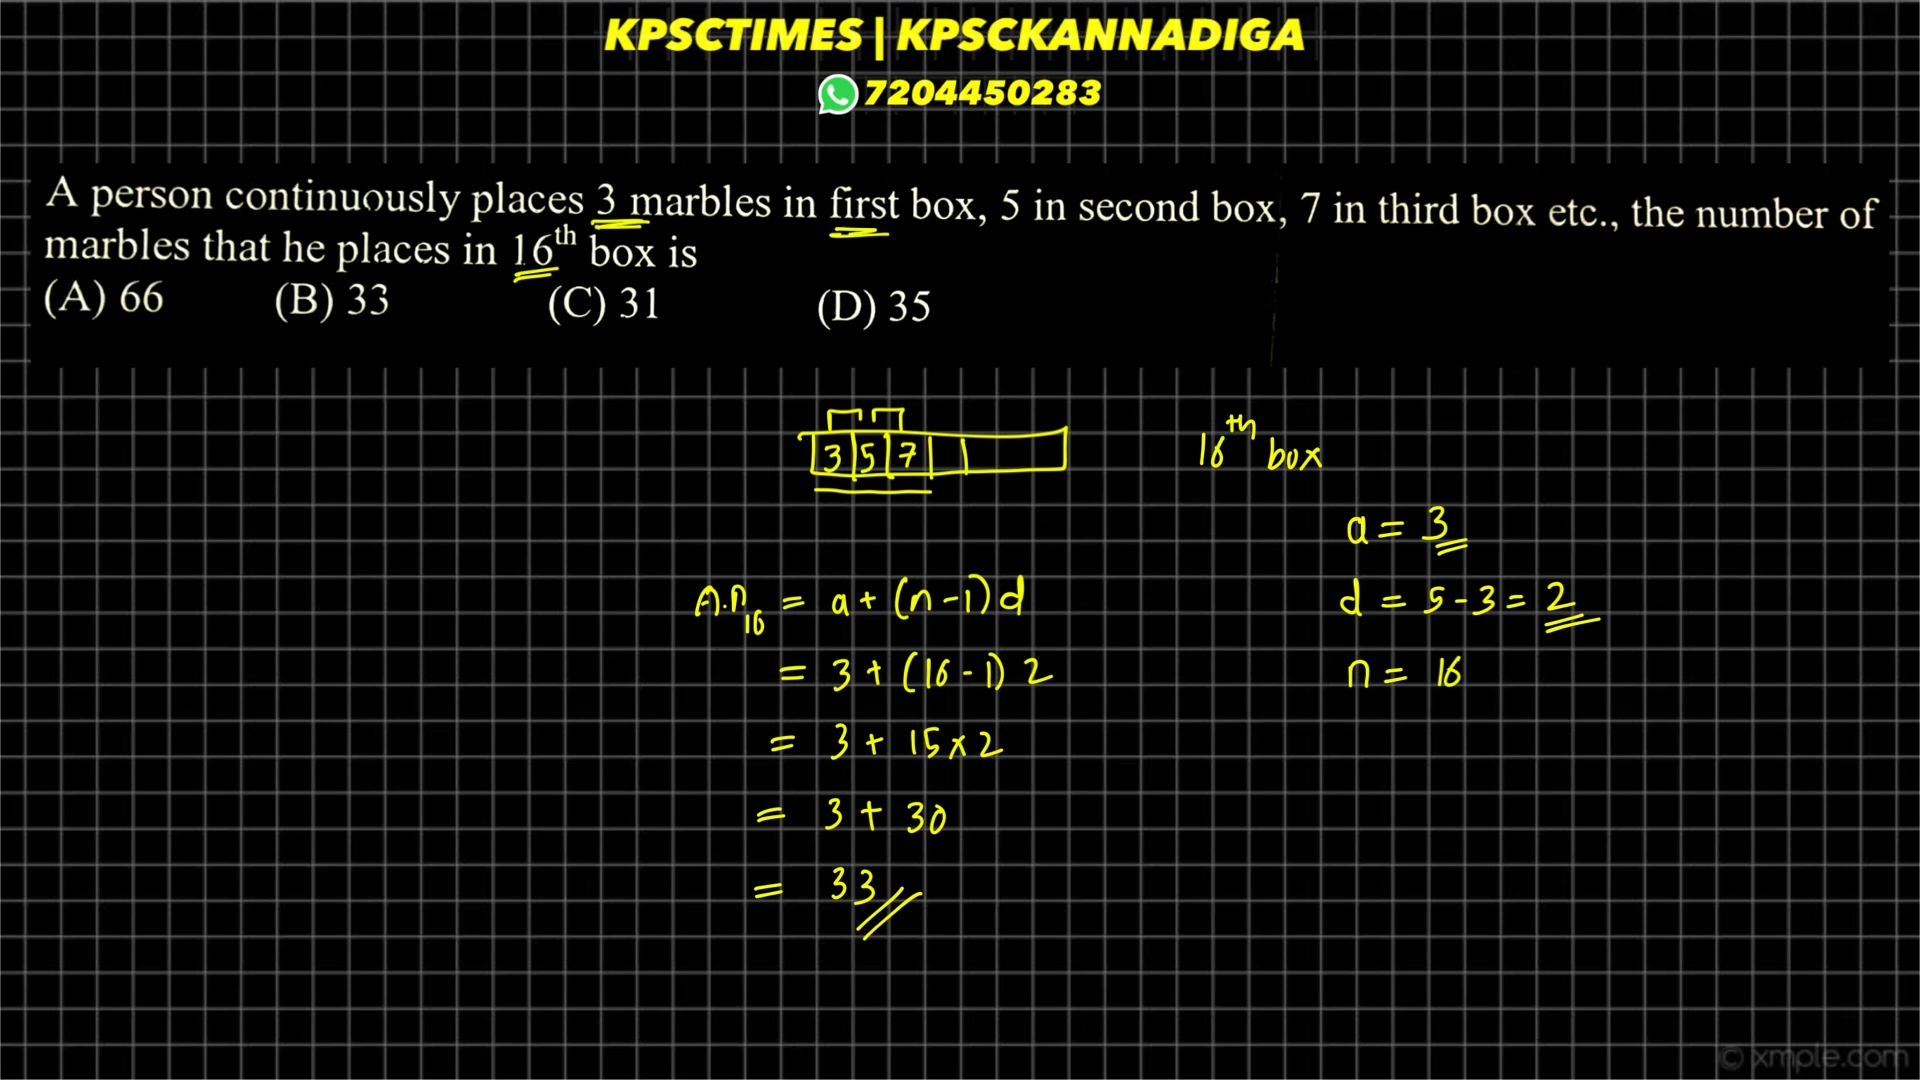 KPSCTIMES | KPSCKANNADIGA
7204450283
A person continuously places 3 marbles in first box, 5 in second box, 7 in third box etc., the number of
marbles that he places in 16th box is
(A) 66 (B) 33 (C) 31 (D) 35
3 5 7
16th box
a = 3
A.n16 = a + (n - 1) d
d = 5 - 3 = 2
= 3 + (16 - 1) 2
n = 16
= 3 + 15 x 2
= 3 + 30
= 33
© xmple.com